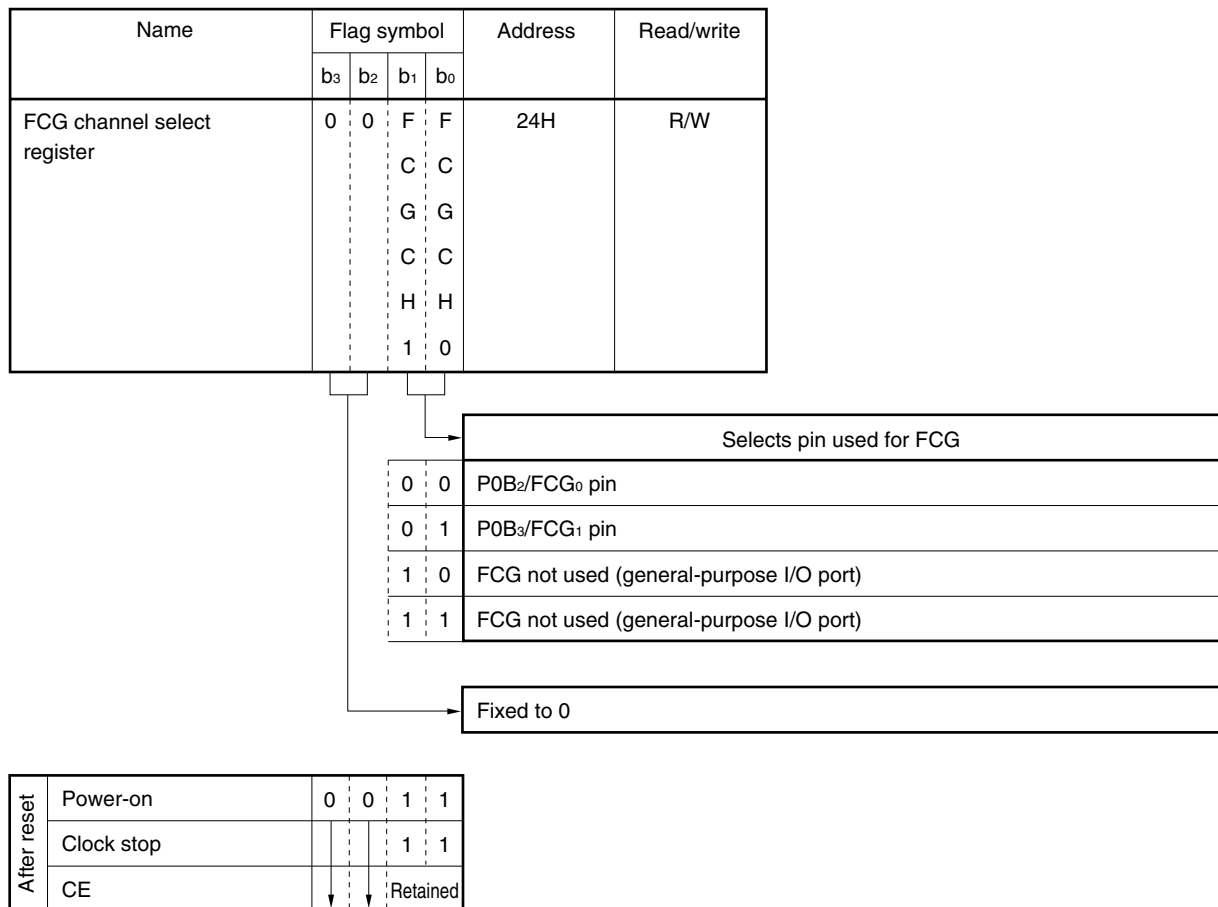 Name Flag symbol Address Read/write
b3 b2 b1 b0
FCG channel select 0 0 F F 24H R/W
register
C C
G G
C C
H H
1 0
Selects pin used for FCG
0 0 P0B2/FCG0 pin
0 1 P0B3/FCG1 pin
1 0 FCG not used (general-purpose I/O port)
1 1 FCG not used (general-purpose I/O port)
Fixed to 0
After reset
Power-on 0 0 1 1
Clock stop 1 1
CE Retained